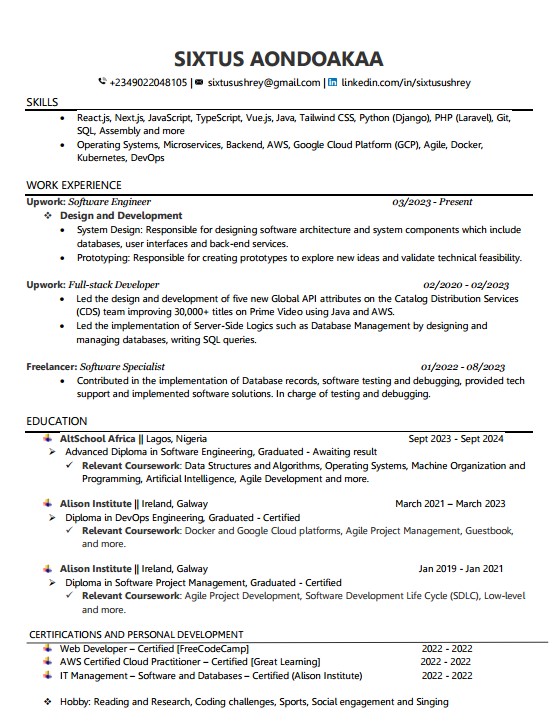 SIXTUS AONDOAKAA
+2349022048105 | sixtusushrey@gmail.com | linkedin.com/in/sixtusushrey
SKILLS
• React.js, Next.js, JavaScript, TypeScript, Vue.js, Java, Tailwind CSS, Python (Django), PHP (Laravel), Git,
SQL, Assembly and more
• Operating Systems, Microservices, Backend, AWS, Google Cloud Platform (GCP), Agile, Docker,
Kubernetes, DevOps
WORK EXPERIENCE
Upwork: Software Engineer 03/2023 - Present
❖ Design and Development
• System Design: Responsible for designing software architecture and system components which include
databases, user interfaces and back-end services.
• Prototyping: Responsible for creating prototypes to explore new ideas and validate technical feasibility.
Upwork: Full-stack Developer 02/2020 - 02/2023
• Led the design and development of five new Global API attributes on the Catalog Distribution Services
(CDS) team improving 30,000+ titles on Prime Video using Java and AWS.
• Led the implementation of Server-Side Logics such as Database Management by designing and
managing databases, writing SQL queries.
Freelancer: Software Specialist 01/2022 - 08/2023
• Contributed in the implementation of Database records, software testing and debugging, provided tech
support and implemented software solutions. In charge of testing and debugging.
EDUCATION
AltSchool Africa || Lagos, Nigeria Sept 2023 - Sept 2024
➢ Advanced Diploma in Software Engineering, Graduated - Awaiting result
✓ Relevant Coursework: Data Structures and Algorithms, Operating Systems, Machine Organization and
Programming, Artificial Intelligence, Agile Development and more.
Alison Institute || Ireland, Galway March 2021 – March 2023
➢ Diploma in DevOps Engineering, Graduated - Certified
✓ Relevant Coursework: Docker and Google Cloud platforms, Agile Project Management, Guestbook,
and more.
Alison Institute || Ireland, Galway Jan 2019 - Jan 2021
➢ Diploma in Software Project Management, Graduated - Certified
✓ Relevant Coursework: Agile Project Development, Software Development Life Cycle (SDLC), Low-level
and more.
CERTIFICATIONS AND PERSONAL DEVELOPMENT
Web Developer – Certified [FreeCodeCamp] 2022 - 2022
AWS Certified Cloud Practitioner – Certified [Great Learning] 2022 - 2022
IT Management – Software and Databases – Certified (Alison Institute) 2022 - 2022
❖ Hobby: Reading and Research, Coding challenges, Sports, Social engagement and Singing